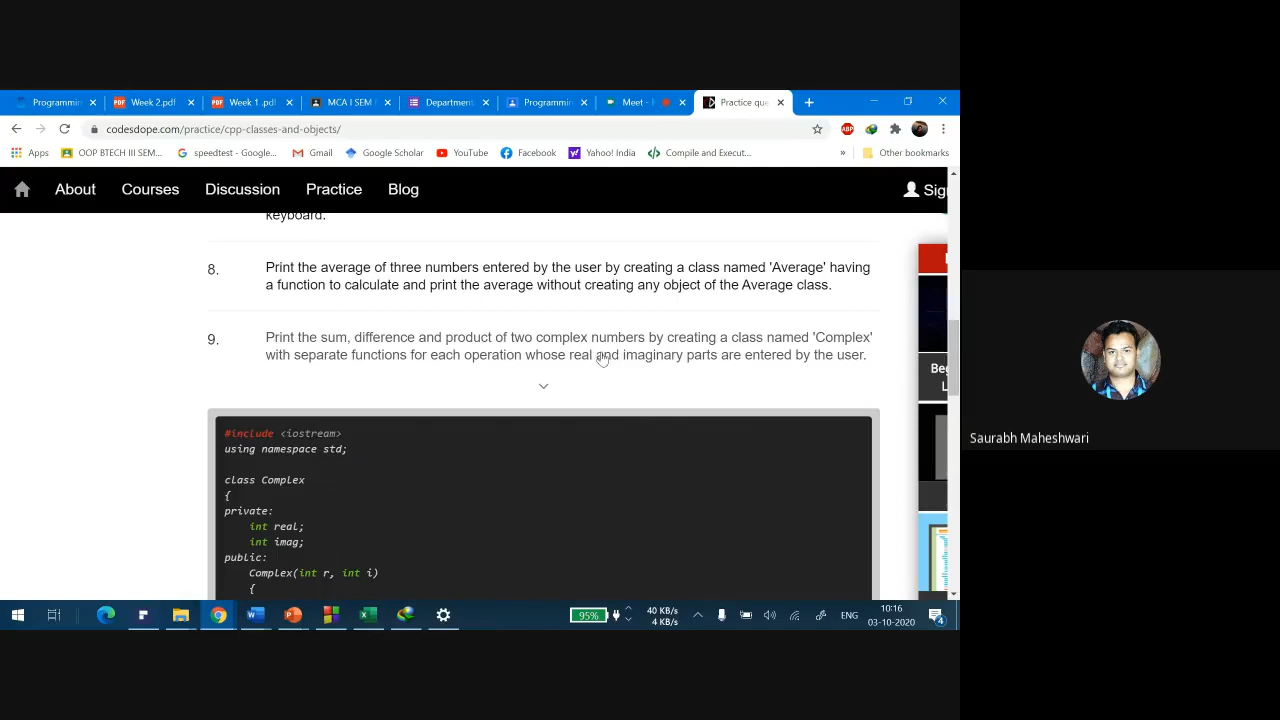 Programmin
Week 2.pdf
Week 1 .pdf
MCA I SEM
Department
Programmin
Meet -
Practice que
codesdope.com/practice/cpp-classes-and-objects/
ABP
Apps
OOP BTECH III SEM...
speedtest - Google...
Gmail
Google Scholar
YouTube
Facebook
Yahoo! India
Compile and Execut...
»
Other bookmarks
About
Courses
Discussion
Practice
Blog
Sign
keyboard.
8.
Print the average of three numbers entered by the user by creating a class named 'Average' having
a function to calculate and print the average without creating any object of the Average class.
9.
Print the sum, difference and product of two complex numbers by creating a class named 'Complex'
with separate functions for each operation whose real and imaginary parts are entered by the user.
#include <iostream>
using namespace std;
class Complex
{
private:
int real;
int imag;
public:
Complex(int r, int i)
{
Beg
L
Saurabh Maheshwari
95%
40 KB/s
4 KB/s
ENG
10:16
03-10-2020
4